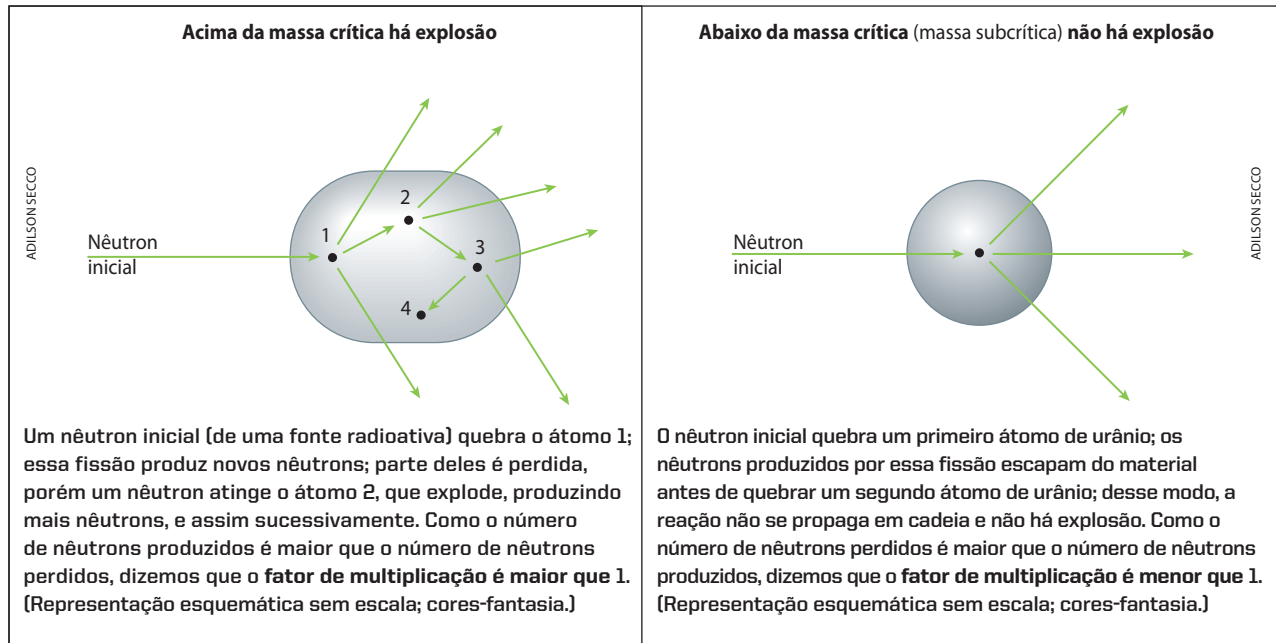 Acima da massa crítica há explosão
ADILSON SECCO
Nêutron
inicial
1
2
3
4
Um nêutron inicial (de uma fonte radioativa) quebra o átomo 1;
essa fissão produz novos nêutrons; parte deles é perdida,
porém um nêutron atinge o átomo 2, que explode, produzindo
mais nêutrons, e assim sucessivamente. Como o número
de nêutrons produzidos é maior que o número de nêutrons
perdidos, dizemos que o fator de multiplicação é maior que 1.
(Representação esquemática sem escala; cores-fantasia.)
Abaixo da massa crítica (massa subcrítica) não há explosão
Nêutron
inicial
ADILSON SECCO
O nêutron inicial quebra um primeiro átomo de urânio; os
nêutrons produzidos por essa fissão escapam do material
antes de quebrar um segundo átomo de urânio; desse modo, a
reação não se propaga em cadeia e não há explosão. Como o
número de nêutrons perdidos é maior que o número de nêutrons
produzidos, dizemos que o fator de multiplicação é menor que 1.
(Representação esquemática sem escala; cores-fantasia.)